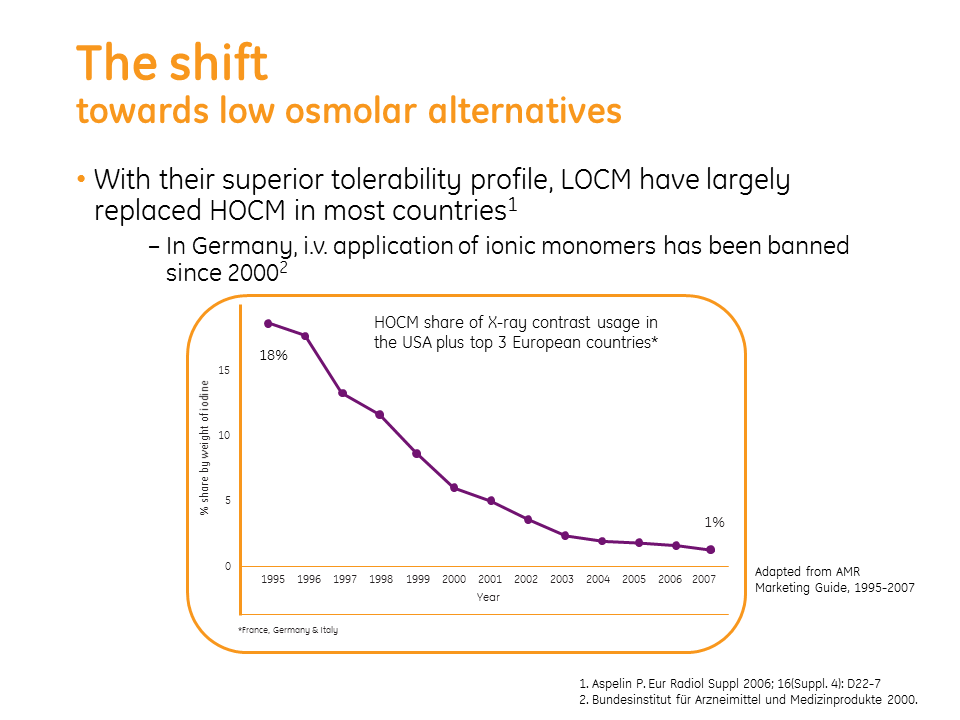 The shift
towards low osmolar alternatives
• With their superior tolerability profile, LOCM have largely
replaced HOCM in most countries1
– In Germany, i.v. application of ionic monomers has been banned
since 20002
HOCM share of X-ray contrast usage in
the USA plus top 3 European countries*
18%
15
10
5
0
% share by weight of iodine
1%
1995 1996 1997 1998 1999 2000 2001 2002 2003 2004 2005 2006 2007
Year
*France, Germany & Italy
Adapted from AMR
Marketing Guide, 1995-2007
1. Aspelin P. Eur Radiol Suppl 2006; 16(Suppl. 4): D22-7
2. Bundesinstitut für Arzneimittel und Medizinprodukte 2000.